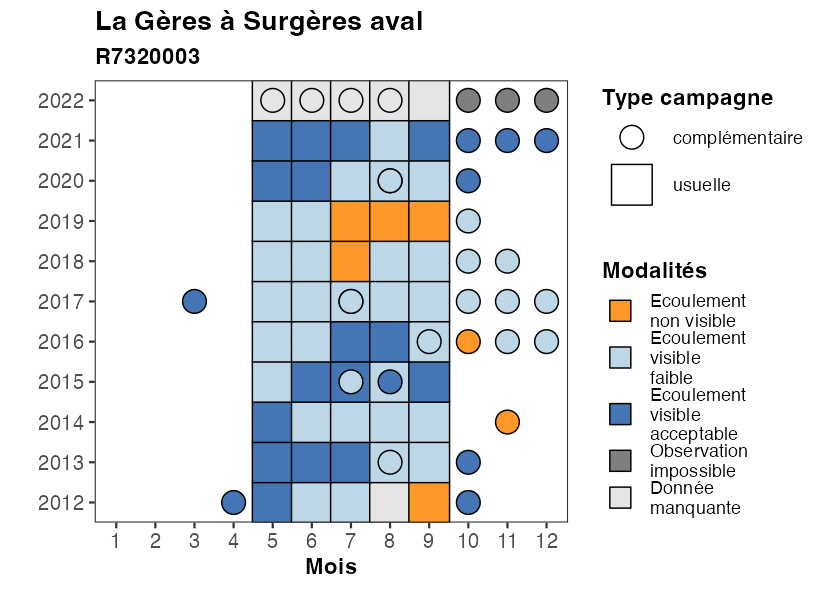 La Gères à Surgères aval
R7320003
2022
2021
2020
2019
2018
2017
2016
2015
2014
2013
2012
1 2 3 4 5 6 7 8 9 10 11 12
Mois
Type campagne
complémentaire
usuelle
Modalités
Ecoulement
non visible
Ecoulement
visible
faible
Ecoulement
visible
acceptable
Observation
impossible
Donnée
manquante